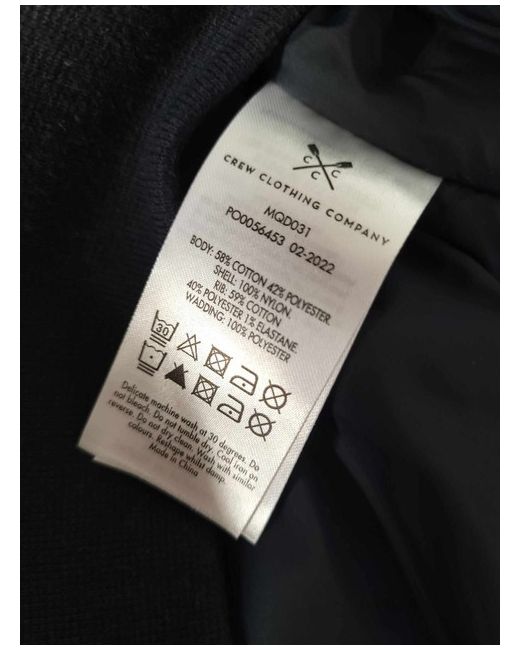 C C
C
CREW CLOTHING COMPANY
MQD031
PO0056453 02-2022
BODY: 58% COTTON 42% POLYESTER.
SHELL: 100% NYLON.
RIB: 59% COTTON
40% POLYESTER 1% ELASTANE.
WADDING: 100% POLYESTER
30
Delicate machine wash at 30 degrees. Do
not bleach. Do not tumble dry. Cool iron on
reverse. Do not dry clean. Wash with similar
colours. Reshape whilst damp.
Made in China